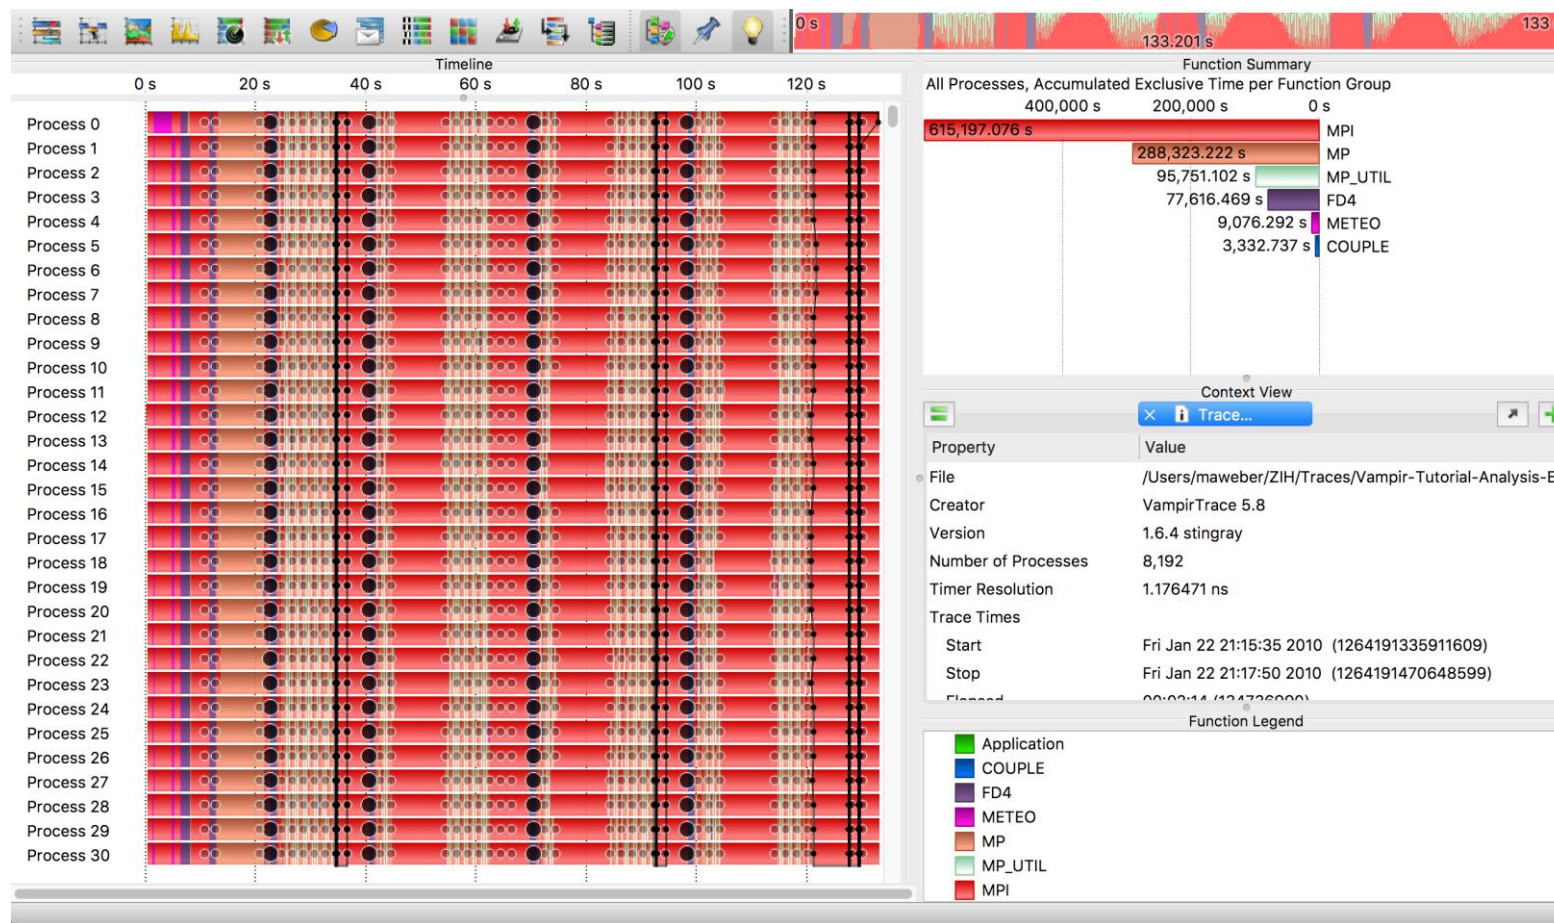 0 s
133.201 s
133
Timeline
0 s 20 s 40 s 60 s 80 s 100 s 120 s
Process 0
Process 1
Process 2
Process 3
Process 4
Process 5
Process 6
Process 7
Process 8
Process 9
Process 10
Process 11
Process 12
Process 13
Process 14
Process 15
Process 16
Process 17
Process 18
Process 19
Process 20
Process 21
Process 22
Process 23
Process 24
Process 25
Process 26
Process 27
Process 28
Process 29
Process 30
Function Summary
All Processes, Accumulated Exclusive Time per Function Group
400,000 s 200,000 s 0 s
615,197.076 s MPI
288,323.222 s MP
95,751.102 s MP_UTIL
77,616.469 s FD4
9,076.292 s METEO
3,332.737 s COUPLE
Context View
Trace...
Property Value
File /Users/maweber/ZIH/Traces/Vampir-Tutorial-Analysis-E
Creator VampirTrace 5.8
Version 1.6.4 stingray
Number of Processes 8,192
Timer Resolution 1.176471 ns
Trace Times
Start Fri Jan 22 21:15:35 2010 (1264191335911609)
Stop Fri Jan 22 21:17:50 2010 (1264191470648599)
Elapsed 00:02:14 (134736990)
Function Legend
Application
COUPLE
FD4
METEO
MP
MP_UTIL
MPI